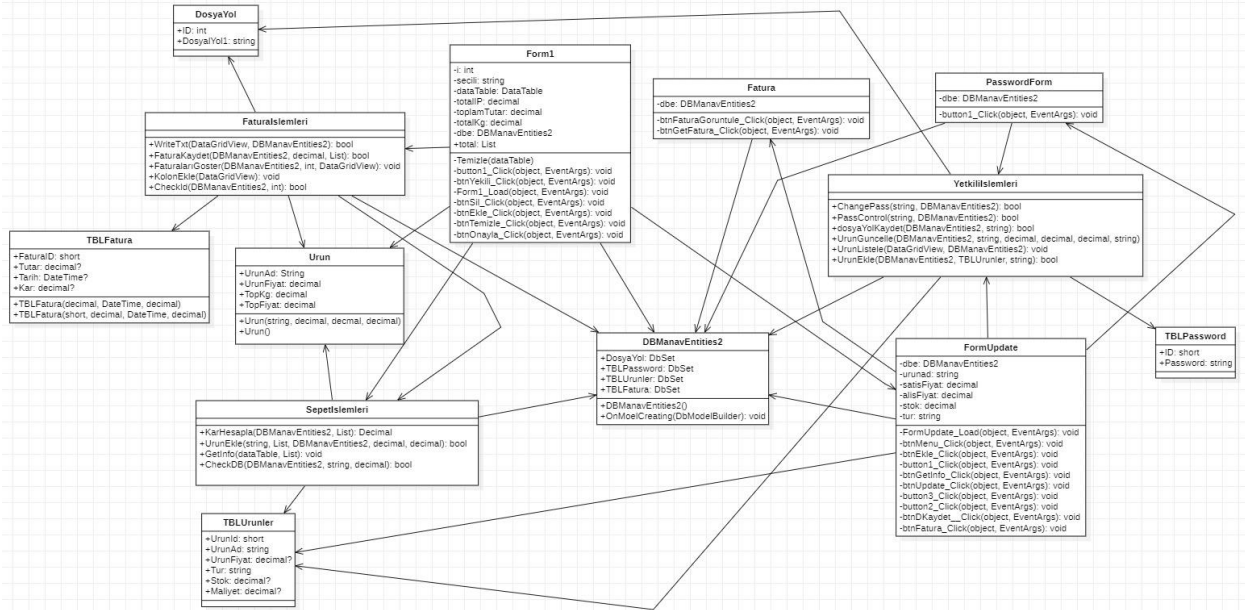 DosyaYol
+ID: int
+DosyalYol1: string
Form1
-i: int
-secili: string
-dataTable: DataTable
-totalIP: decimal
-toplamTutar: decimal
-totalKg: decimal
-dbe: DBManavEntities2
+total: List
-Temizle(dataTable)
-button1_Click(object, EventArgs): void
-btnYekili_Click(object, EventArgs): void
-Form1_Load(object, EventArgs): void
-btnSil_Click(object, EventArgs): void
-btnEkle_Click(object, EventArgs): void
-btnTemizle_Click(object, EventArgs): void
-btnOnayla_Click(object, EventArgs): void
Fatura
-dbe: DBManavEntities2
-btnFaturaGoruntule_Click(object, EventArgs): void
-btnGetFatura_Click(object, EventArgs): void
PasswordForm
-dbe: DBManavEntities2
-button1_Click(object, EventArgs): void
FaturaIslemleri
+WriteTxt(DataGridView, DBManavEntities2): bool
+FaturaKaydet(DBManavEntities2, decimal, List): bool
+FaturalarıGoster(DBManavEntities2, int, DataGridView): void
+KolonEkle(DataGridView): void
+CheckId(DBManavEntities2, int): bool
YetkiliIslemleri
+ChangePass(string, DBManavEntities2): bool
+PassControl(string, DBManavEntities2): bool
+dosyaYolKaydet(DBManavEntities2, string): bool
+UrunGuncelle(DBManavEntities2, string, decimal, decimal, decimal, string)
+UrunListele(DataGridView, DBManavEntities2): void
+UrunEkle(DBManavEntities2, TBLUrunler, string): bool
TBLFatura
+FaturaID: short
+Tutar: decimal?
+Tarih: DateTime?
+Kar: decimal?
+TBLFatura(decimal, DateTime, decimal)
+TBLFatura(short, decimal, DateTime, decimal)
Urun
+UrunAd: String
+UrunFiyat: decimal
+TopKg: decimal
+TopFiyat: decimal
+Urun(string, decimal, decmal, decimal)
+Urun()
DBManavEntities2
+DosyaYol: DbSet
+TBLPassword: DbSet
+TBLUrunler: DbSet
+TBLFatura: DbSet
+DBManavEntities2()
+OnMoelCreating(DbModelBuilder): void
FormUpdate
-dbe: DBManavEntities2
-urunad: string
-satisFiyat: decimal
-alisFiyat: decimal
-stok: decimal
-tur: string
-FormUpdate_Load(object, EventArgs): void
-btnMenu_Click(object, EventArgs): void
-btnEkle_Click(object, EventArgs): void
-button1_Click(object, EventArgs): void
-btnGetInfo_Click(object, EventArgs): void
-btnUpdate_Click(object, EventArgs): void
-button3_Click(object, EventArgs): void
-button2_Click(object, EventArgs): void
-btnDKaydet__Click(object, EventArgs): void
-btnFatura_Click(object, EventArgs): void
TBLPassword
+ID: short
+Password: string
SepetIslemleri
+KarHesapla(DBManavEntities2, List): Decimal
+UrunEkle(string, List, DBManavEntities2, decimal, decimal): bool
+GetInfo(dataTable, List): void
+CheckDB(DBManavEntities2, string, decimal): bool
TBLUrunler
+UrunId: short
+UrunAd: string
+UrunFiyat: decimal?
+Tur: string
+Stok: decimal?
+Maliyet: decimal?